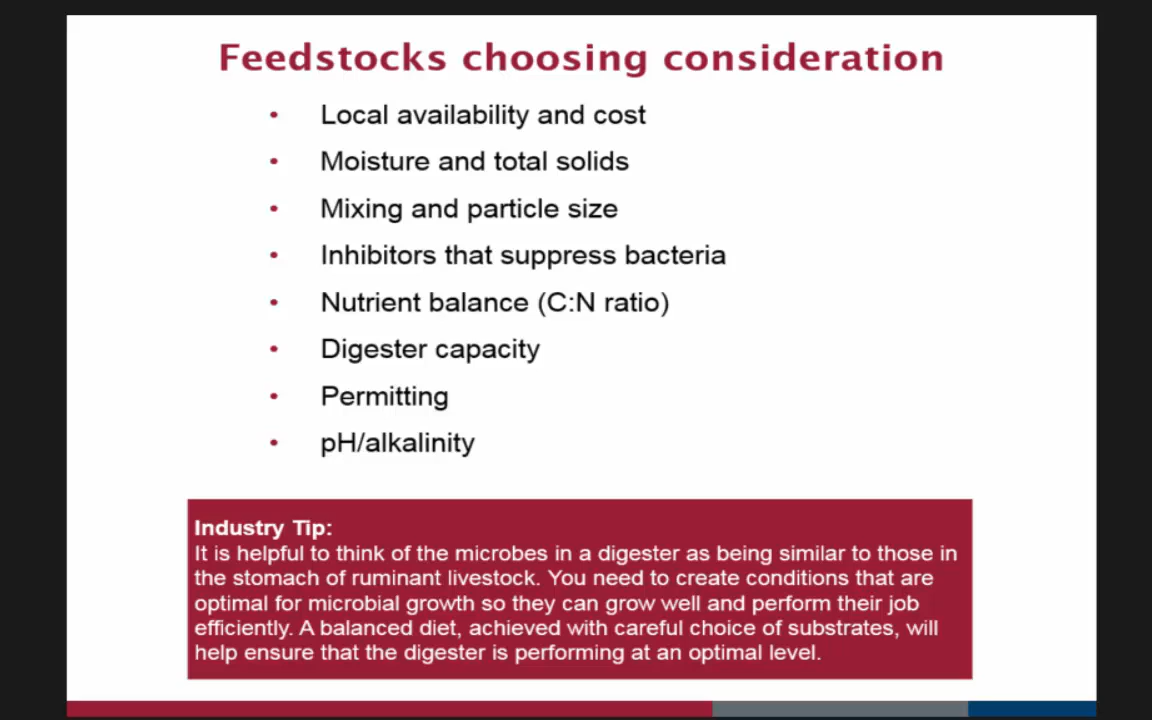 Feedstocks choosing consideration
• Local availability and cost
• Moisture and total solids
• Mixing and particle size
• Inhibitors that suppress bacteria
• Nutrient balance (C:N ratio)
• Digester capacity
• Permitting
• pH/alkalinity
Industry Tip:
It is helpful to think of the microbes in a digester as being similar to those in
the stomach of ruminant livestock. You need to create conditions that are
optimal for microbial growth so they can grow well and perform their job
efficiently. A balanced diet, achieved with careful choice of substrates, will
help ensure that the digester is performing at an optimal level.